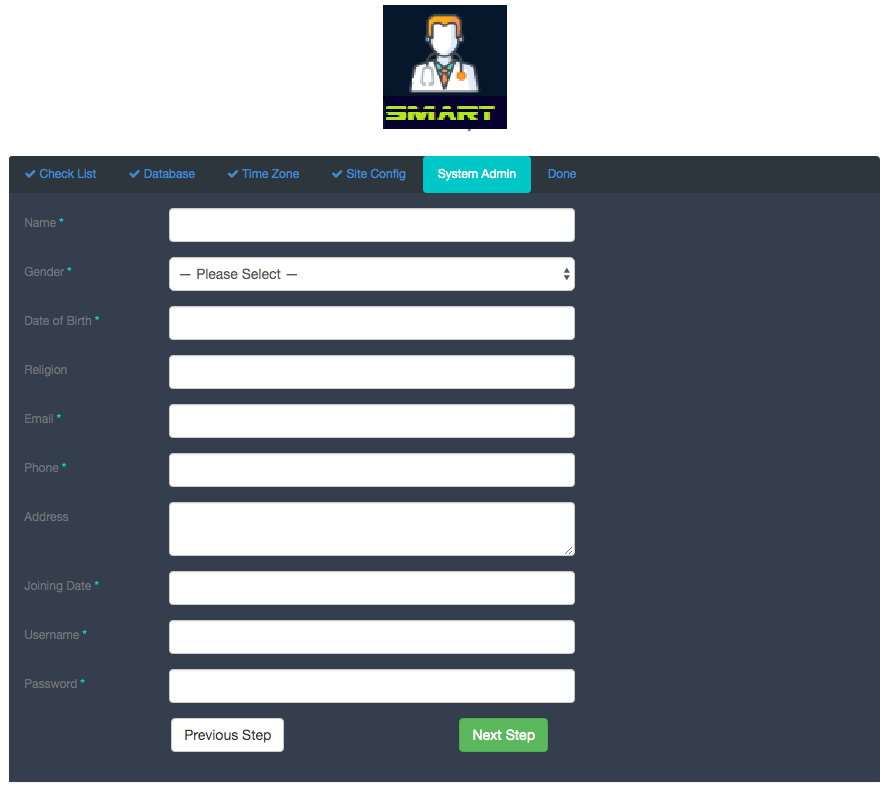 SMART
Check List Database Time Zone Site Config System Admin Done
Name *
Gender * — Please Select —
Date of Birth *
Religion
Email *
Phone *
Address
Joining Date *
Username *
Password *
Previous Step Next Step